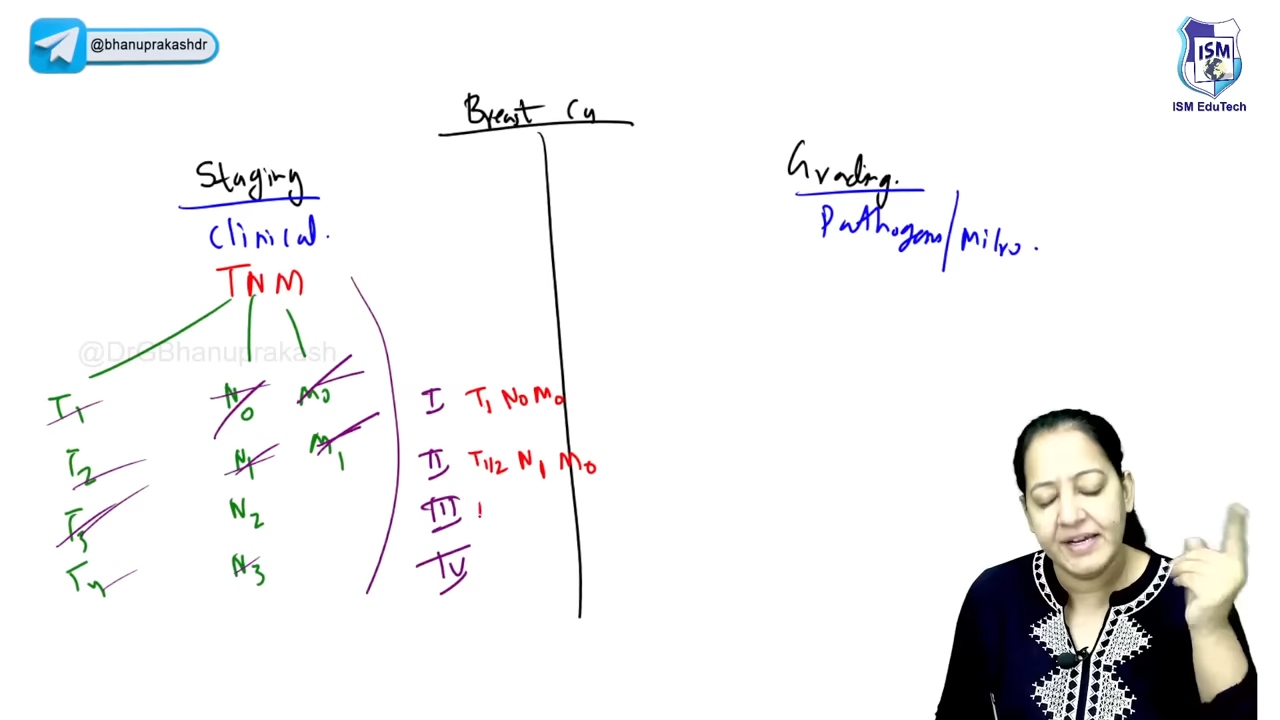 @bhanuprakashdr
ISM
ISM EduTech
Breast Ca
Staging
Clinical.
TNM
@DrGBhanuprakash
T1 N0 M0
T2 N1 M1
T3 N2
T4 N3
I T1 N0 M0
II T1/2 N1 M0
III
IV
Grading.
Pathogens/Micro.